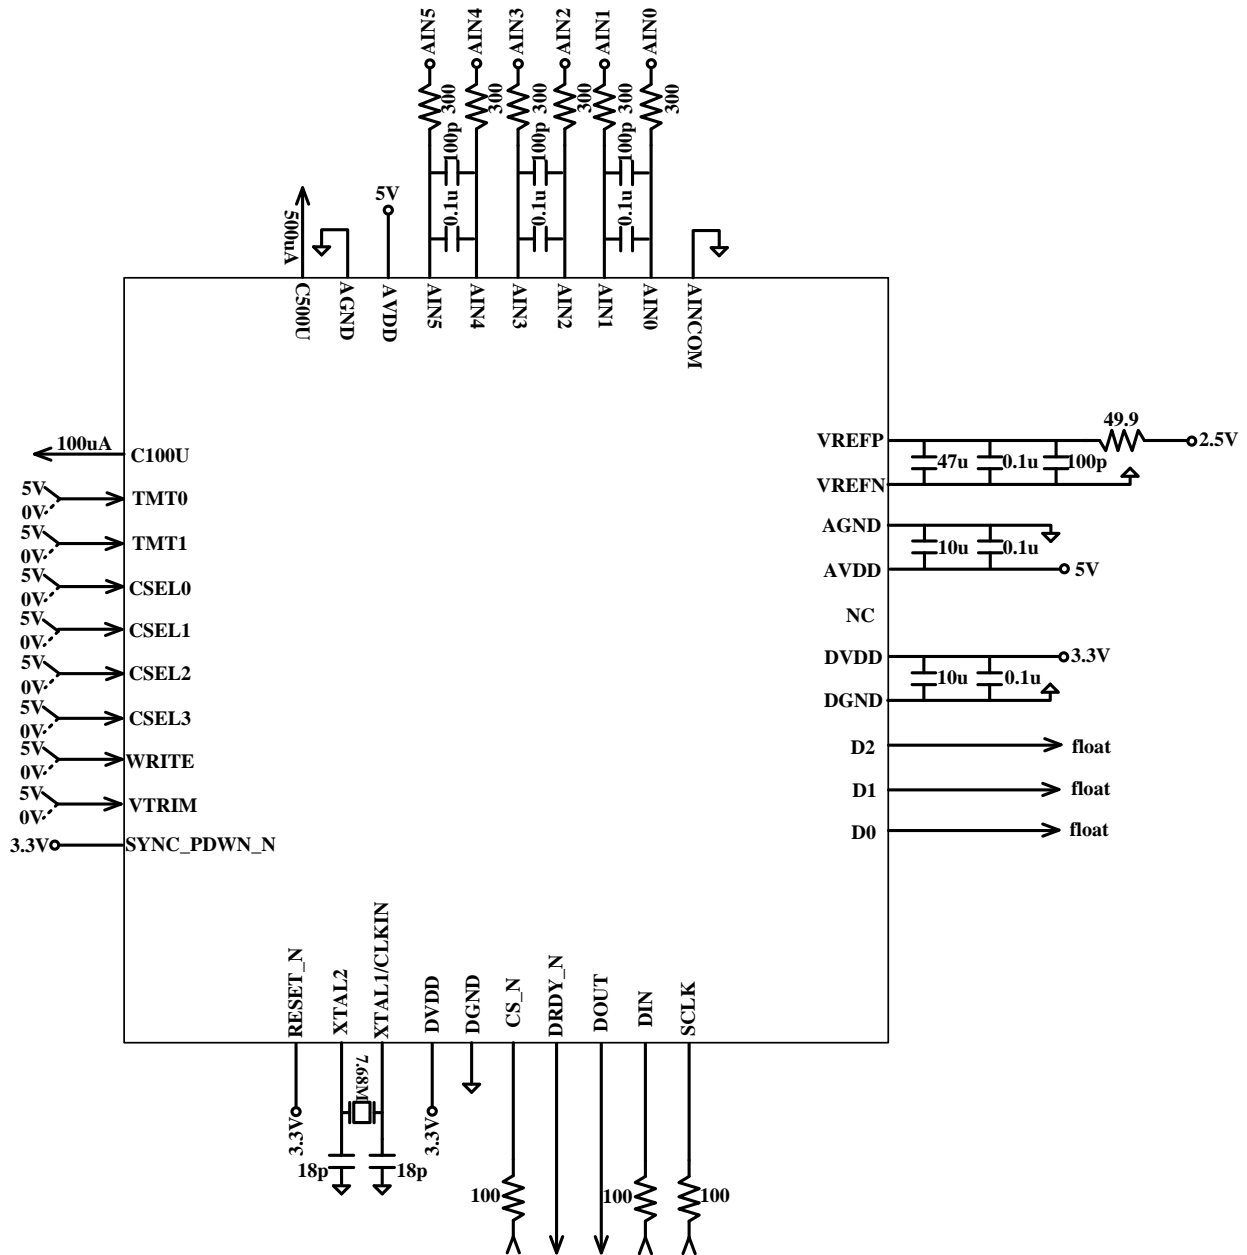 AIN5
AIN4
AIN3
AIN2
AIN1
AIN0
300
300
300
300
300
300
100p
100p
100p
0.1u
0.1u
0.1u
500uA
5V
C500U
AGND
AVDD
AIN5
AIN4
AIN3
AIN2
AIN1
AIN0
AINCOM
100uA
C100U
5V
0V
TMT0
5V
0V
TMT1
5V
0V
CSEL0
5V
0V
CSEL1
5V
0V
CSEL2
5V
0V
CSEL3
5V
0V
WRITE
5V
0V
VTRIM
3.3V
SYNC_PDWN_N
49.9
VREFP
2.5V
47u
0.1u
100p
VREFN
AGND
10u
0.1u
AVDD
5V
NC
DVDD
3.3V
10u
0.1u
DGND
D2
float
D1
float
D0
float
RESET_N
XTAL2
XTAL1/CLKIN
DVDD
DGND
CS_N
DRDY_N
DOUT
DIN
SCLK
7.68M
3.3V
3.3V
18p
18p
100
100
100